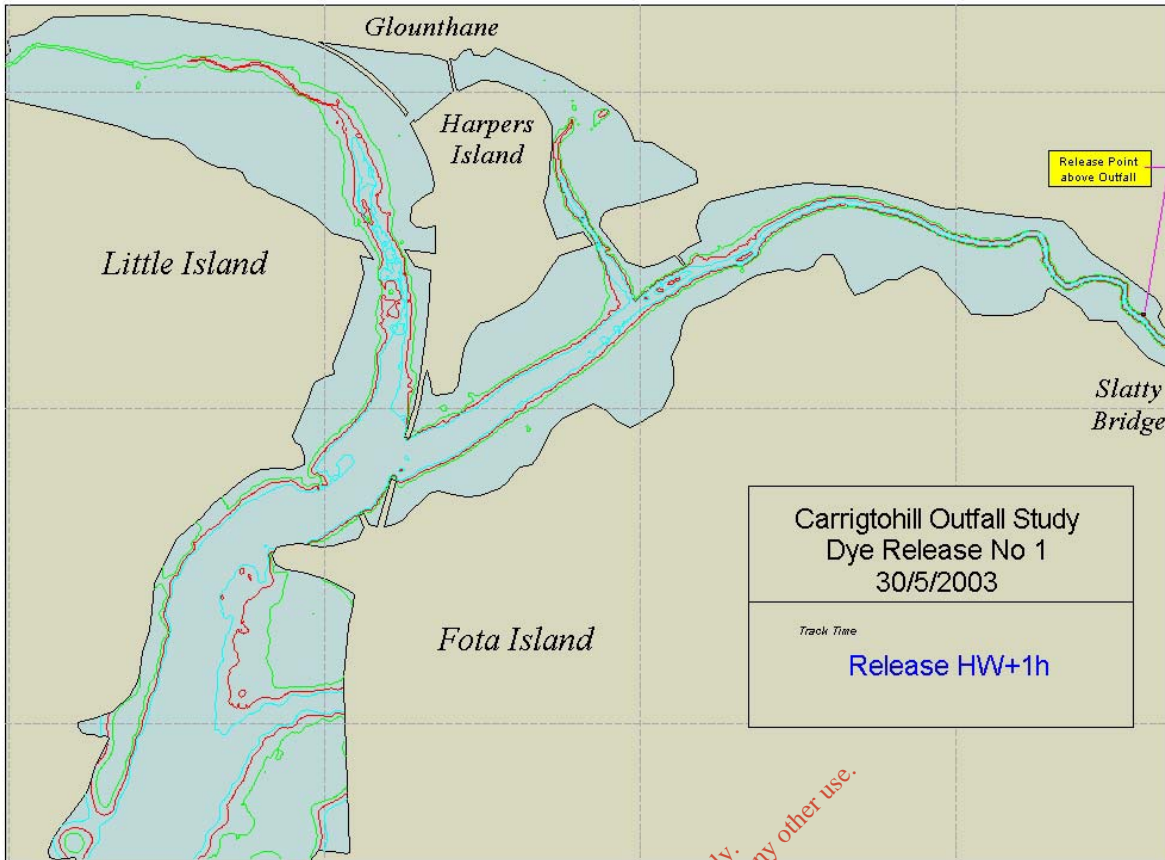 Glounthane
Harpers
Island
Release Point
above Outfall
Little Island
Slatty
Bridge
Carrigtohill Outfall Study
Dye Release No 1
30/5/2003
Fota Island
Track Time
Release HW+1h
any other use.